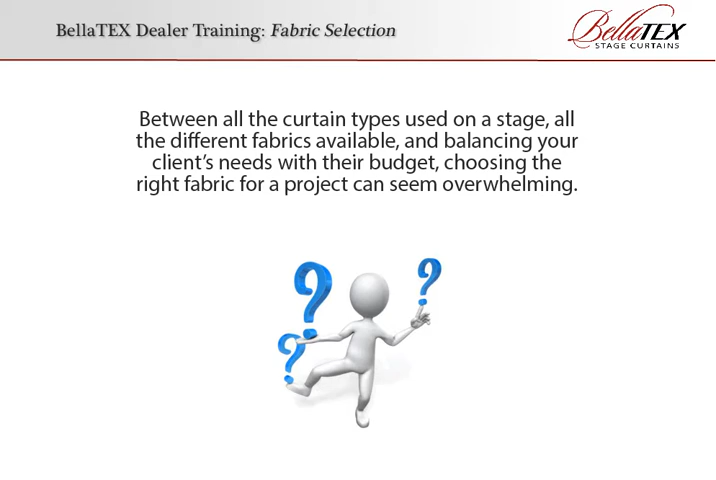 BellaTEX Dealer Training: Fabric Selection
BellaTEX
STAGE CURTAINS
Between all the curtain types used on a stage, all
the different fabrics available, and balancing your
client’s needs with their budget, choosing the
right fabric for a project can seem overwhelming.
? ?
?